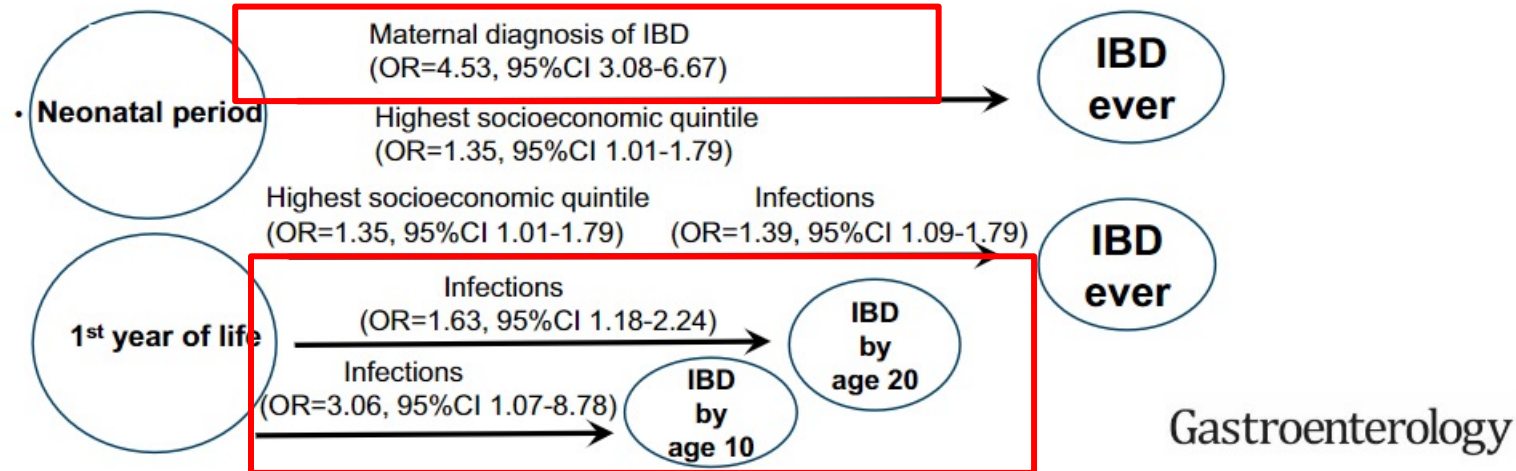 Maternal diagnosis of IBD
(OR=4.53, 95%CI 3.08-6.67)
IBD
ever
• Neonatal period
Highest socioeconomic quintile
(OR=1.35, 95%CI 1.01-1.79)
Highest socioeconomic quintile
(OR=1.35, 95%CI 1.01-1.79)
Infections
(OR=1.39, 95%CI 1.09-1.79)
IBD
ever
1st year of life
Infections
(OR=1.63, 95%CI 1.18-2.24)
IBD
by
age 20
Infections
(OR=3.06, 95%CI 1.07-8.78)
IBD
by
age 10
Gastroenterology